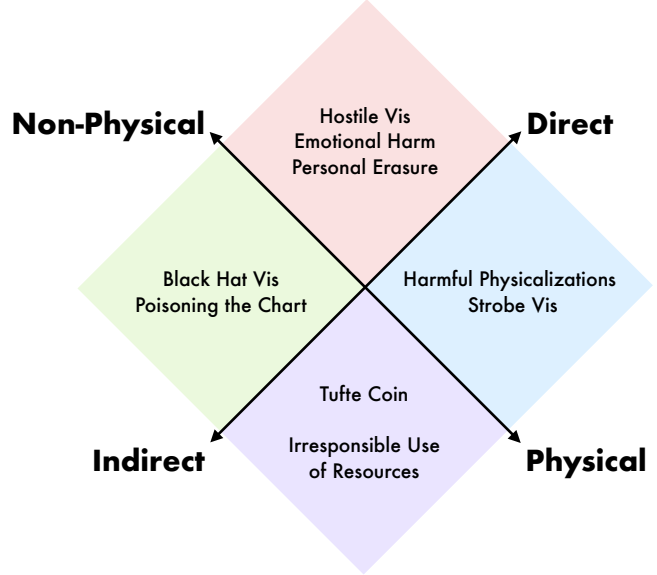 Non-Physical
Direct
Hostile Vis
Emotional Harm
Personal Erasure
Black Hat Vis
Poisoning the Chart
Harmful Physicalizations
Strobe Vis
Tufte Coin
Irresponsible Use
of Resources
Indirect
Physical